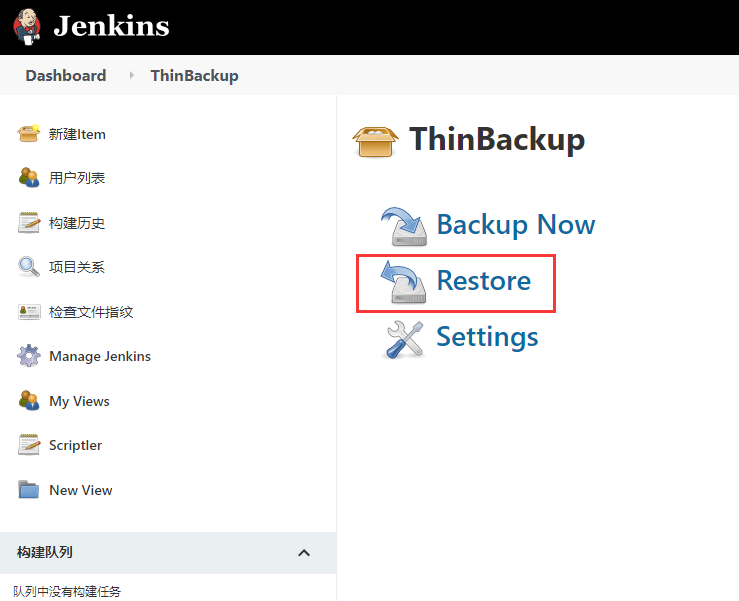 Jenkins
Dashboard
ThinBackup
新建Item
用户列表
构建历史
项目关系
检查文件指纹
Manage Jenkins
My Views
Scriptler
New View
构建队列
队列中没有构建任务
ThinBackup
Backup Now
Restore
Settings